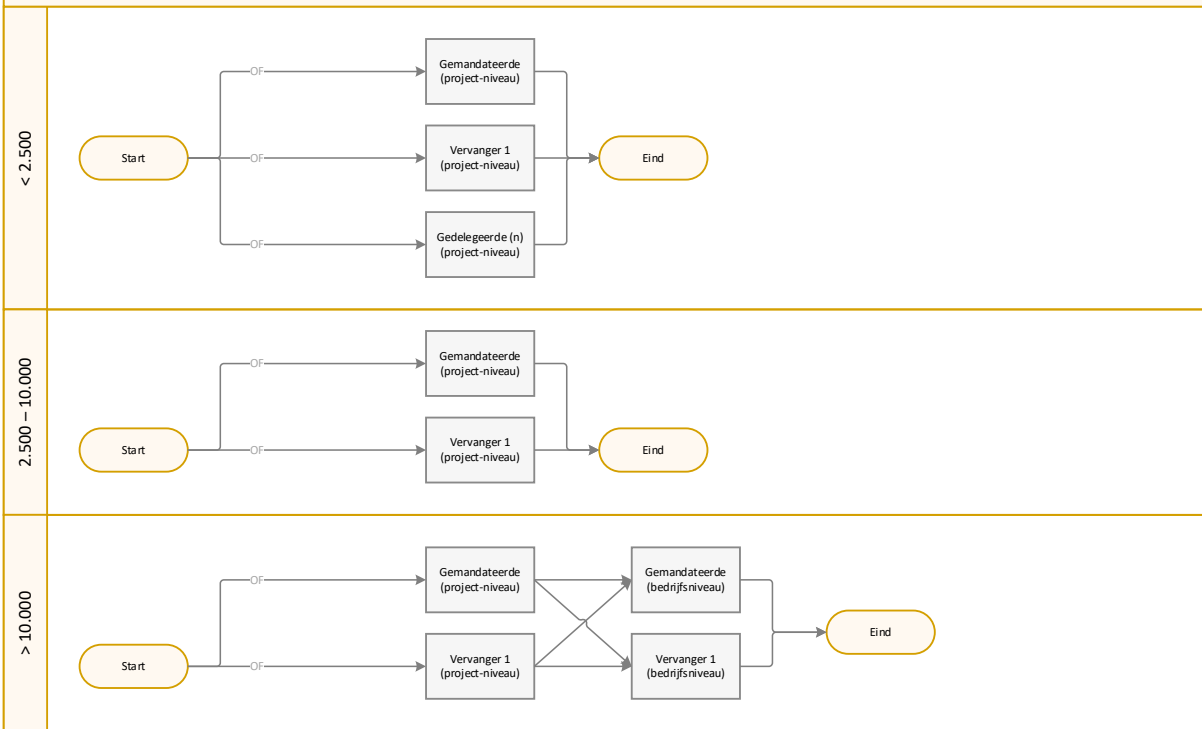 < 2.500
Start
OF
Gemandateerde
(project-niveau)
OF
Vervanger 1
(project-niveau)
OF
Gedelegeerde (n)
(project-niveau)
Eind
2.500 – 10.000
Start
OF
Gemandateerde
(project-niveau)
OF
Vervanger 1
(project-niveau)
Eind
> 10.000
Start
OF
Gemandateerde
(project-niveau)
OF
Vervanger 1
(project-niveau)
Gemandateerde
(bedrijfsniveau)
Vervanger 1
(bedrijfsniveau)
Eind